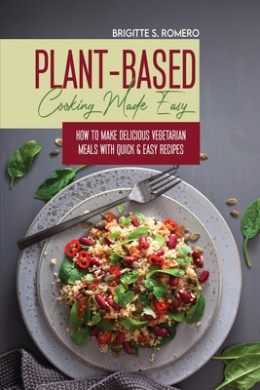 BRIGITTE S. ROMERO
PLANT-BASED
Cooking Made Easy
HOW TO MAKE DELICIOUS VEGETARIAN
MEALS WITH QUICK & EASY RECIPES